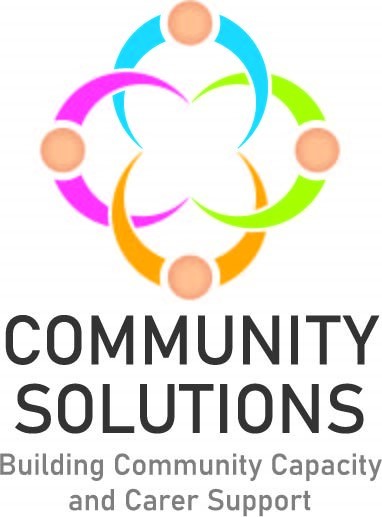 COMMUNITY
SOLUTIONS
Building Community Capacity
and Carer Support